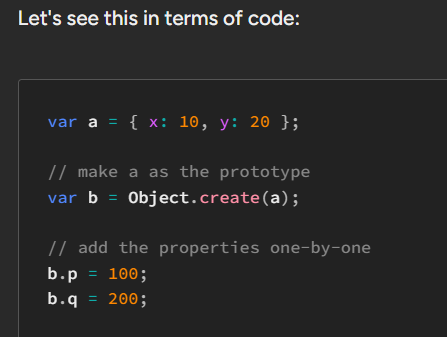 Let's see this in terms of code:
var a = { x: 10, y: 20 };
// make a as the prototype
var b = Object.create(a);
// add the properties one-by-one
b.p = 100;
b.q = 200;